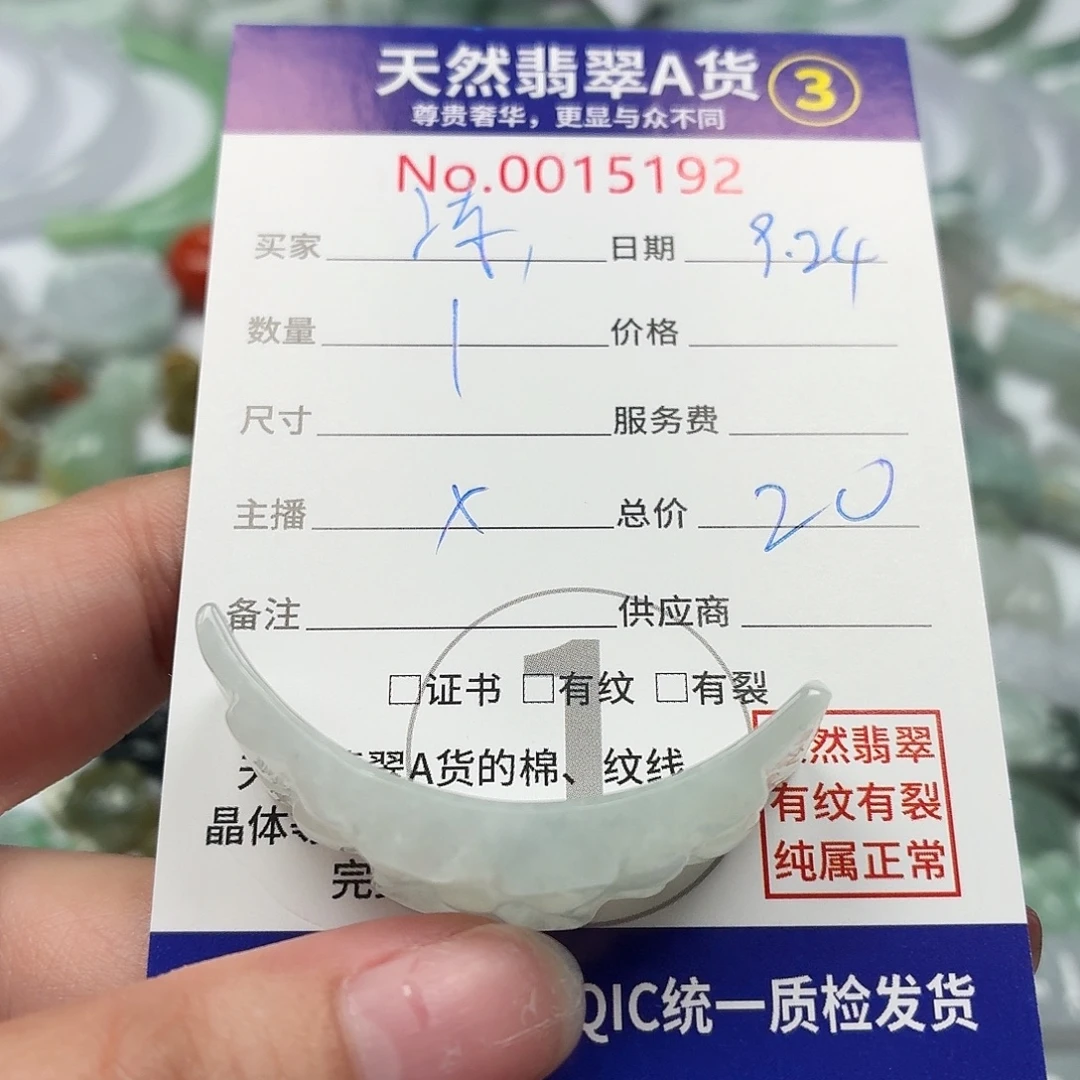 天然翡翠A货 3
尊贵奢华，更显与众不同
No.0015192
买家 日期 9.24
数量 1 价格
尺寸 服务费
主播 X 总价 20
备注 供应商
1
□证书 □有纹 □有裂
翠A货的棉、纹线
晶体
完
然翡翠
有纹有裂
纯属正常
QIC统一质检发货